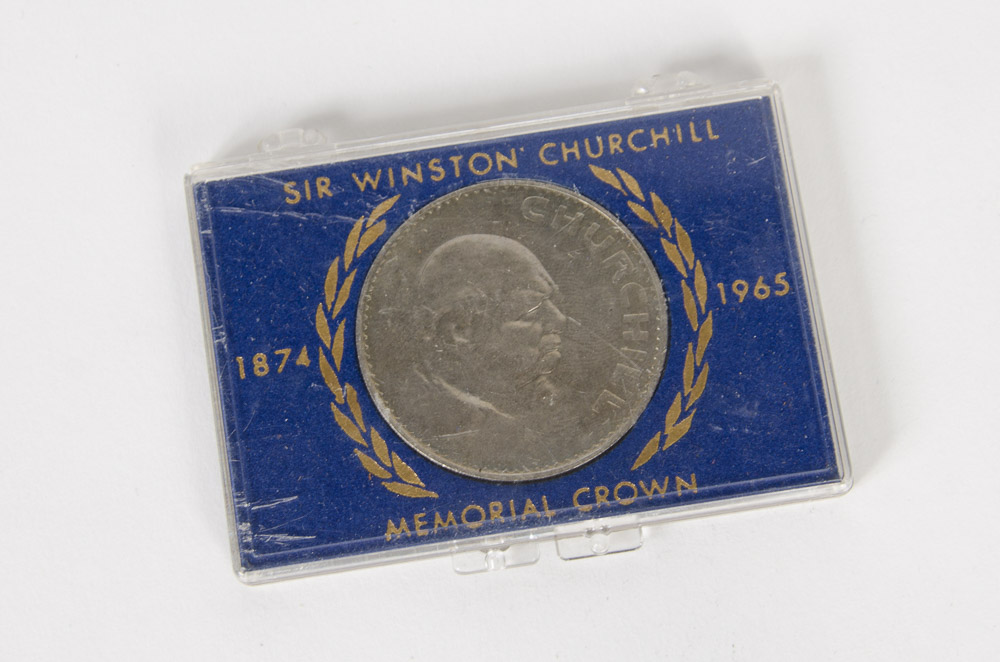 SIR WINSTON CHURCHILL
1874
CHURCHILL
1965
MEMORIAL CROWN